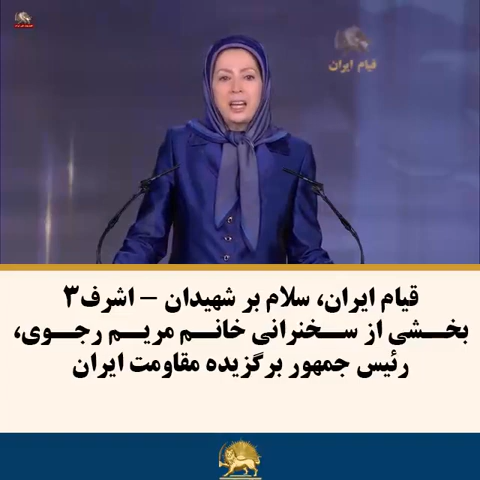 قیام ایران
قیام ایران، سلام بر شهیدان – اشرف۳
بخشی از سخنرانی خانم مریم رجوی،
رئیس جمهور برگزیده مقاومت ایران